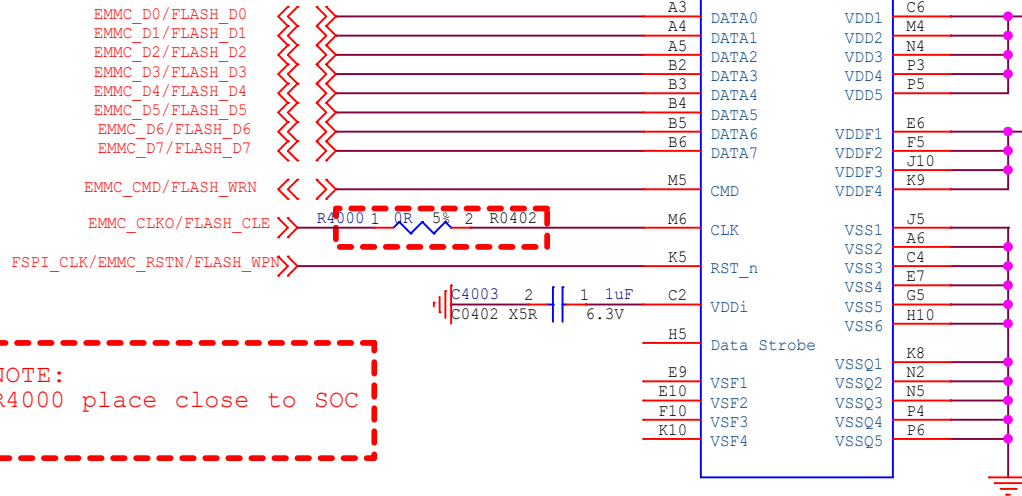 EMMC_D0/FLASH_D0 A3 DATA0 VDD1 C6
EMMC_D1/FLASH_D1 A4 DATA1 VDD2 M4
EMMC_D2/FLASH_D2 A5 DATA2 VDD3 N4
EMMC_D3/FLASH_D3 B2 DATA3 VDD4 P3
EMMC_D4/FLASH_D4 B3 DATA4 VDD5 P5
EMMC_D5/FLASH_D5 B4 DATA5
EMMC_D6/FLASH_D6 B5 DATA6 VDDF1 E6
EMMC_D7/FLASH_D7 B6 DATA7 VDDF2 F5
VDDF3 J10
EMMC_CMD/FLASH_WRN M5 CMD VDDF4 K9
EMMC_CLKO/FLASH_CLE R4000 1 0R 5% 2 R0402 M6 CLK VSS1 J5
VSS2 A6
FSPI_CLK/EMMC_RSTN/FLASH_WPN K5 RST_n VSS3 C4
VSS4 E7
C4003 2 1 1uF C2 VDDi VSS5 G5
C0402 X5R 6.3V VSS6 H10
H5 Data Strobe
VSSQ1 K8
E9 VSF1 VSSQ2 N2
E10 VSF2 VSSQ3 N5
F10 VSF3 VSSQ4 P4
K10 VSF4 VSSQ5 P6
NOTE:
R4000 place close to SOC